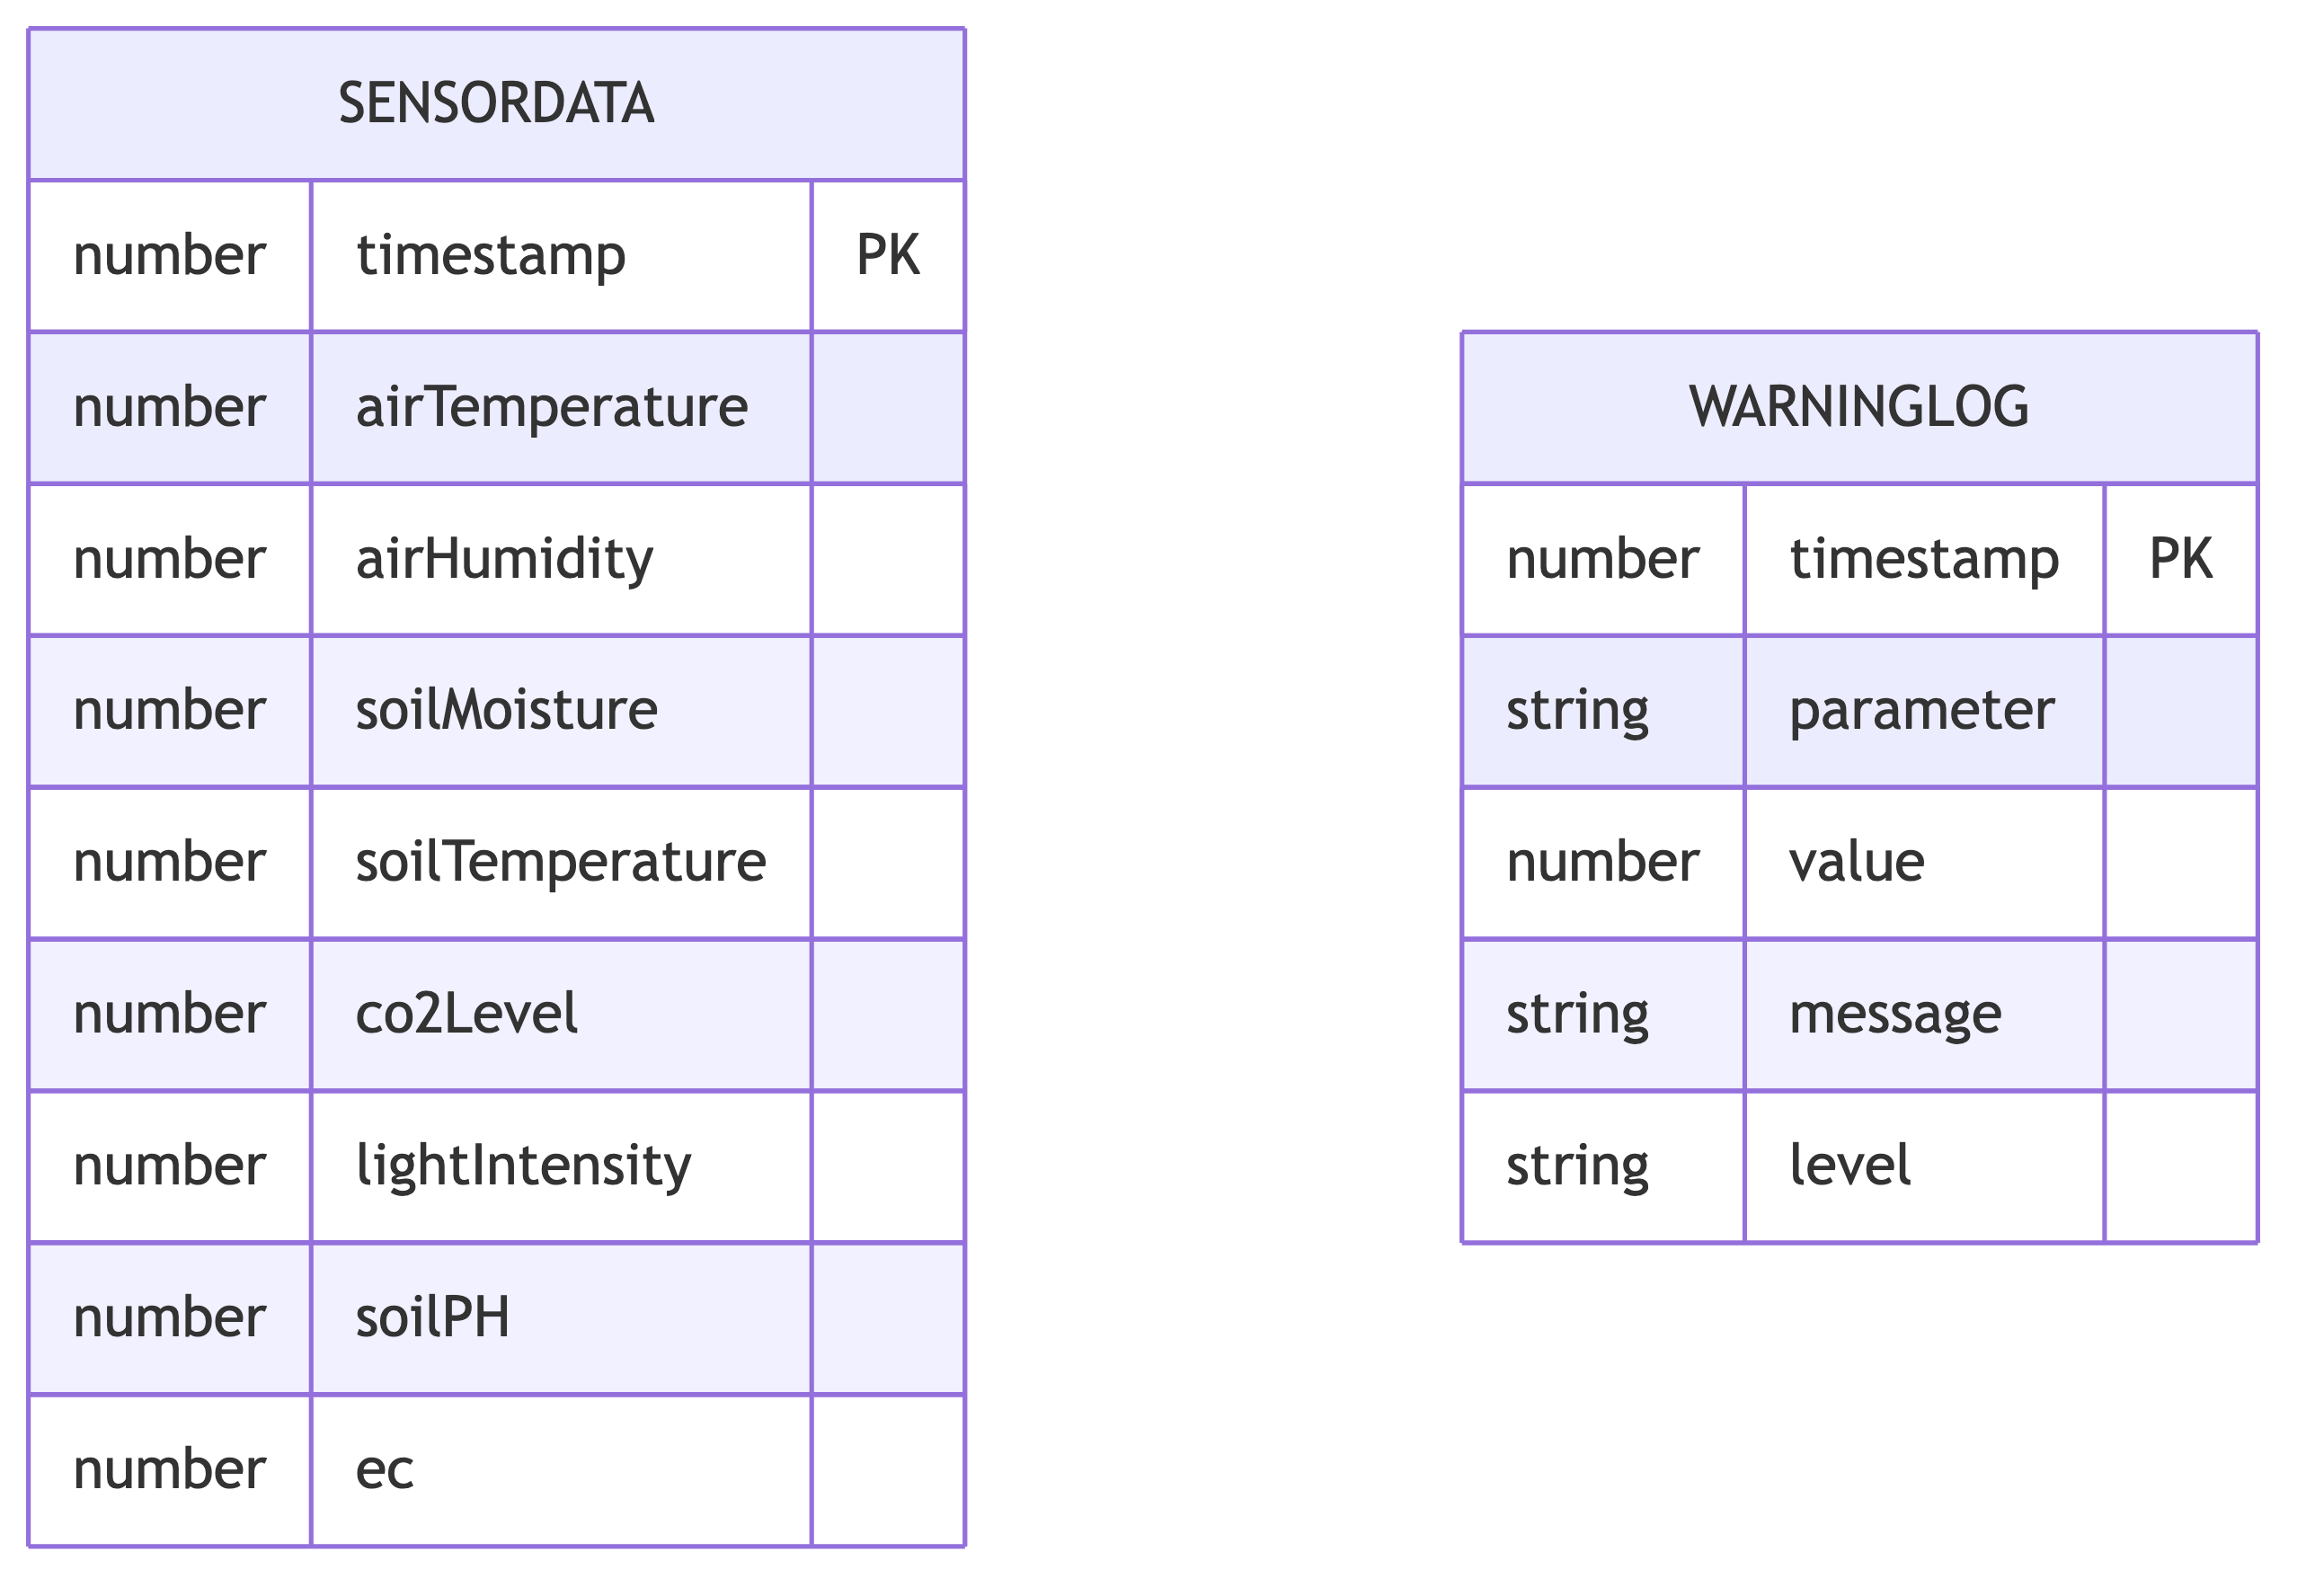 SENSORDATA
number timestamp PK
number airTemperature
number airHumidity
number soilMoisture
number soilTemperature
number co2Level
number lightIntensity
number soilPH
number ec
WARNINGLOG
number timestamp PK
string parameter
number value
string message
string level